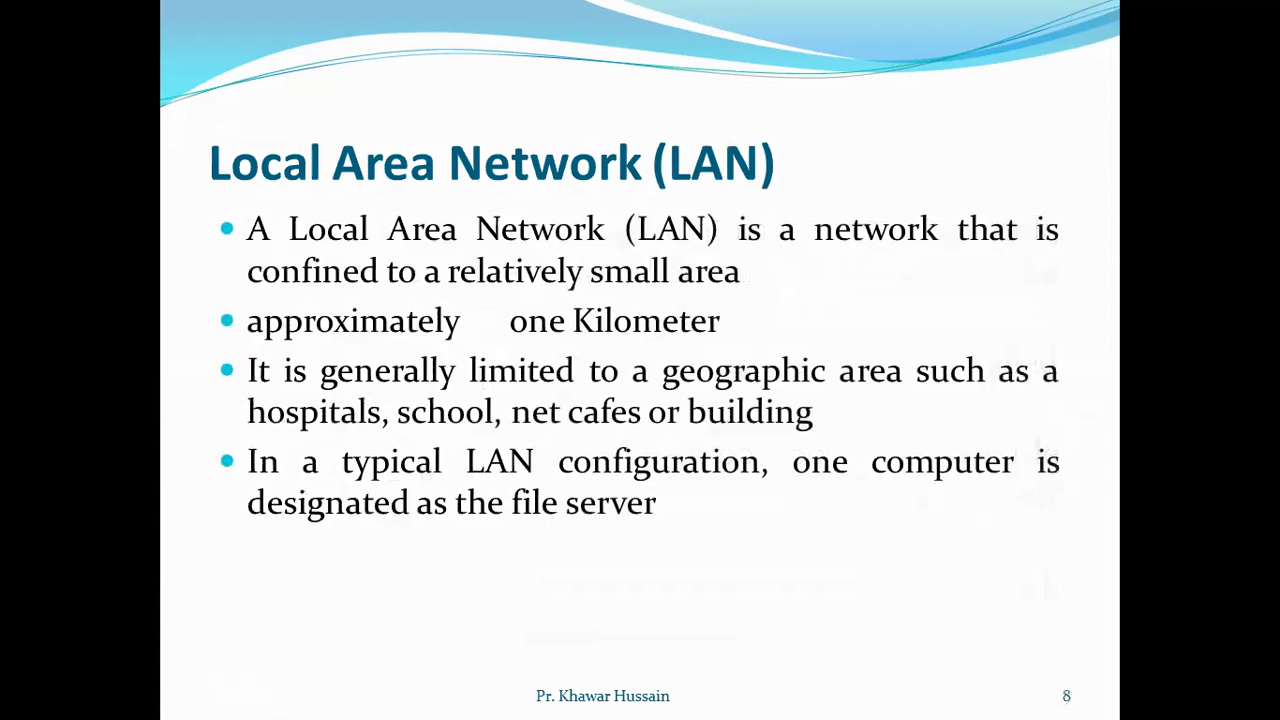 Local Area Network (LAN)
• A Local Area Network (LAN) is a network that is
confined to a relatively small area
• approximately one Kilometer
• It is generally limited to a geographic area such as a
hospitals, school, net cafes or building
• In a typical LAN configuration, one computer is
designated as the file server
Pr. Khawar Hussain
8